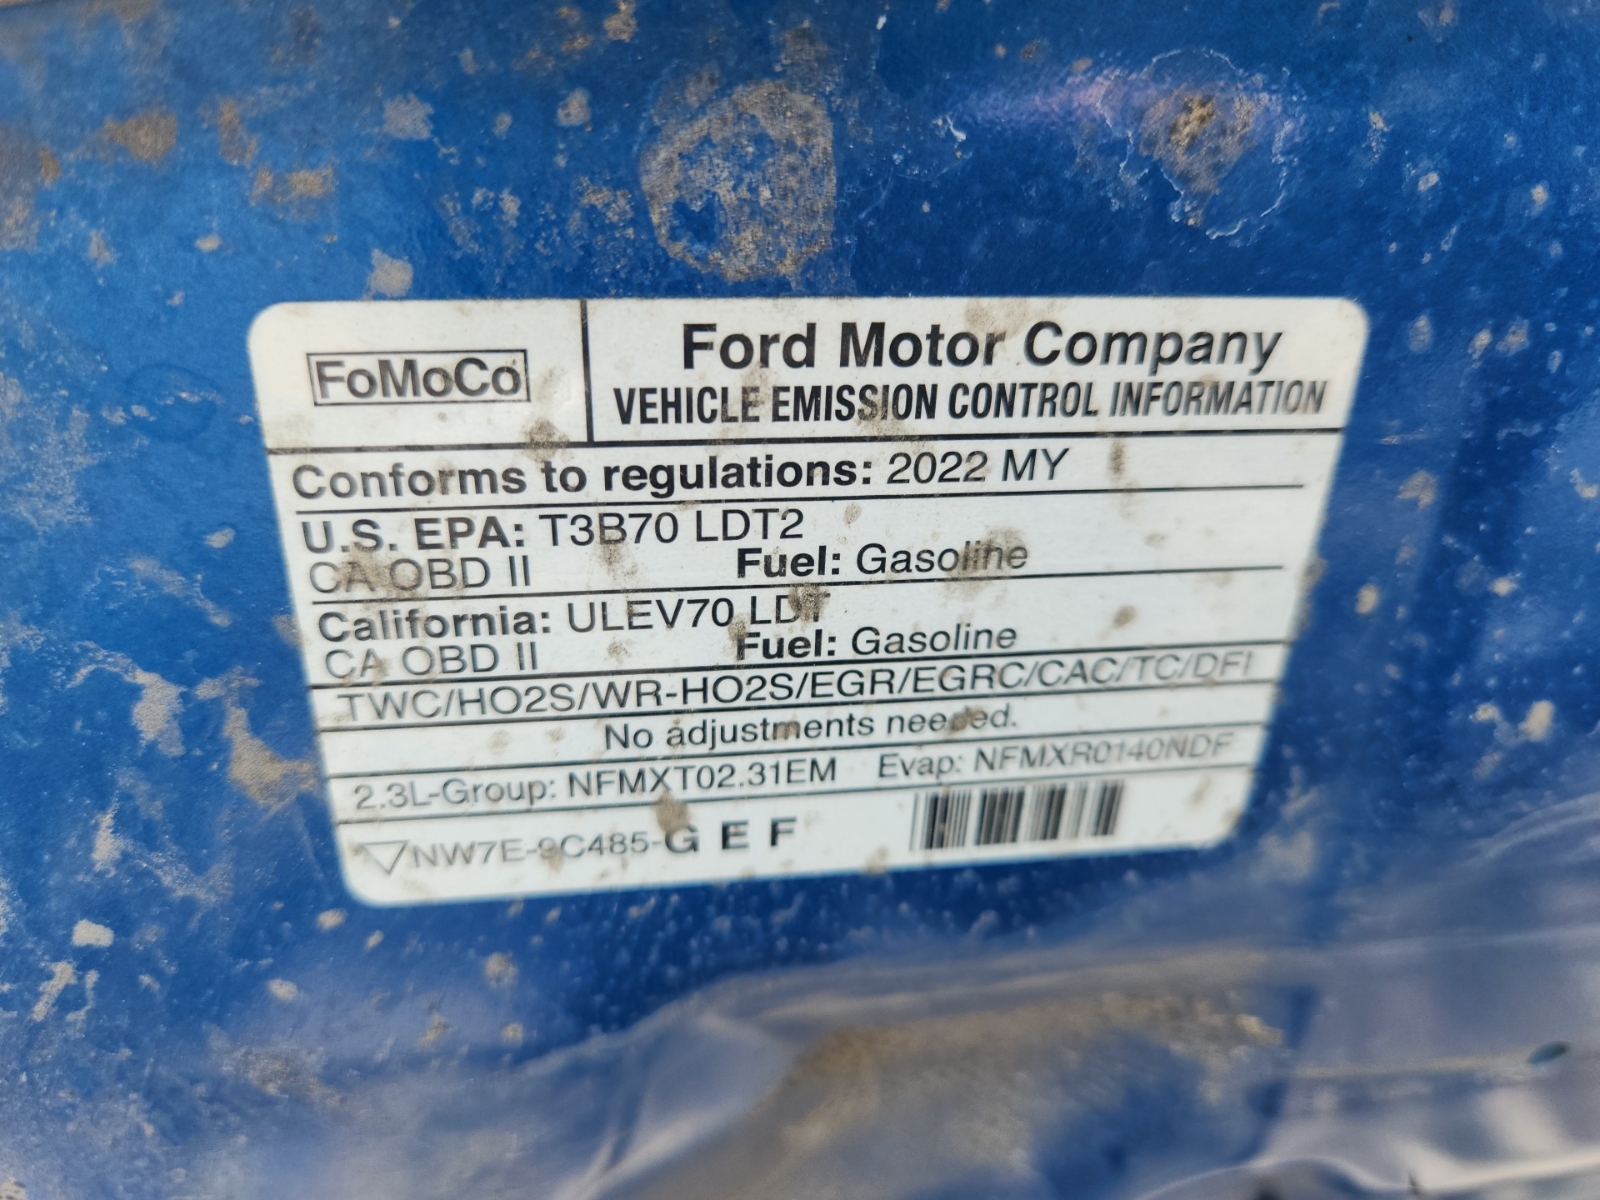 FoMoCo
Ford Motor Company
VEHICLE EMISSION CONTROL INFORMATION
Conforms to regulations: 2022 MY
U.S. EPA: T3B70 LDT2
CA OBD II Fuel: Gasoline
California: ULEV70 LDT
CA OBD II Fuel: Gasoline
TWC/HO2S/WR-HO2S/EGR/EGRC/CAC/TC/DFI
No adjustments needed.
2.3L-Group: NFMXT02.31EM Evap: NFMXR0140NDF
NW7E-9C485-G E F